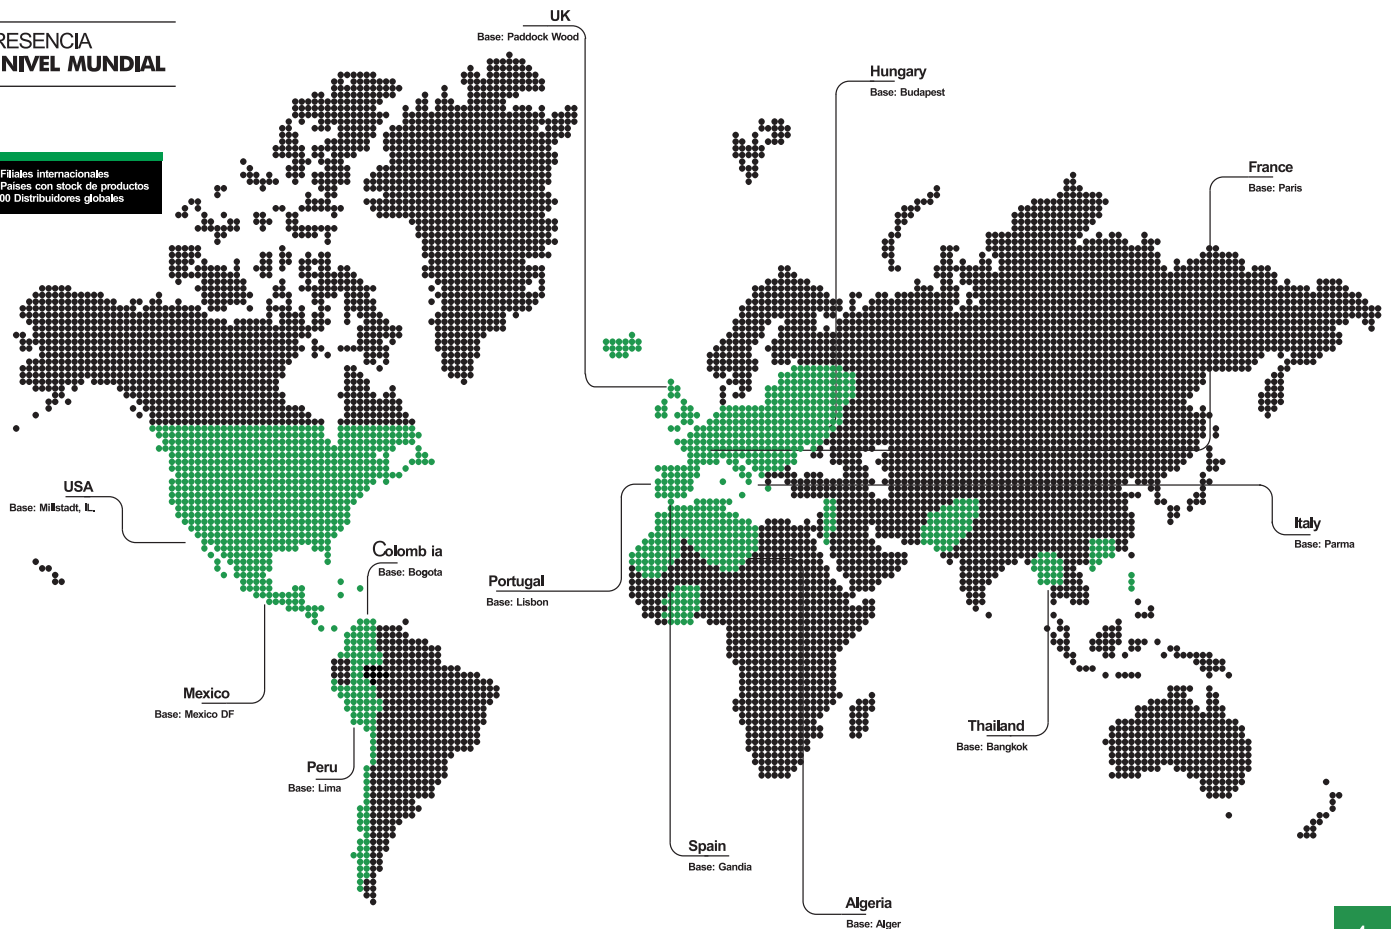 RESENCIA
NIVEL MUNDIAL
Filiales internacionales
Paises con stock de productos
00 Distribuidores globales
UK
Base: Paddock Wood
Hungary
Base: Budapest
France
Base: Paris
USA
Base: Millstadt, IL.
Colomb ia
Base: Bogota
Portugal
Base: Lisbon
Italy
Base: Parma
Mexico
Base: Mexico DF
Thailand
Base: Bangkok
Peru
Base: Lima
Spain
Base: Gandia
Algeria
Base: Alger